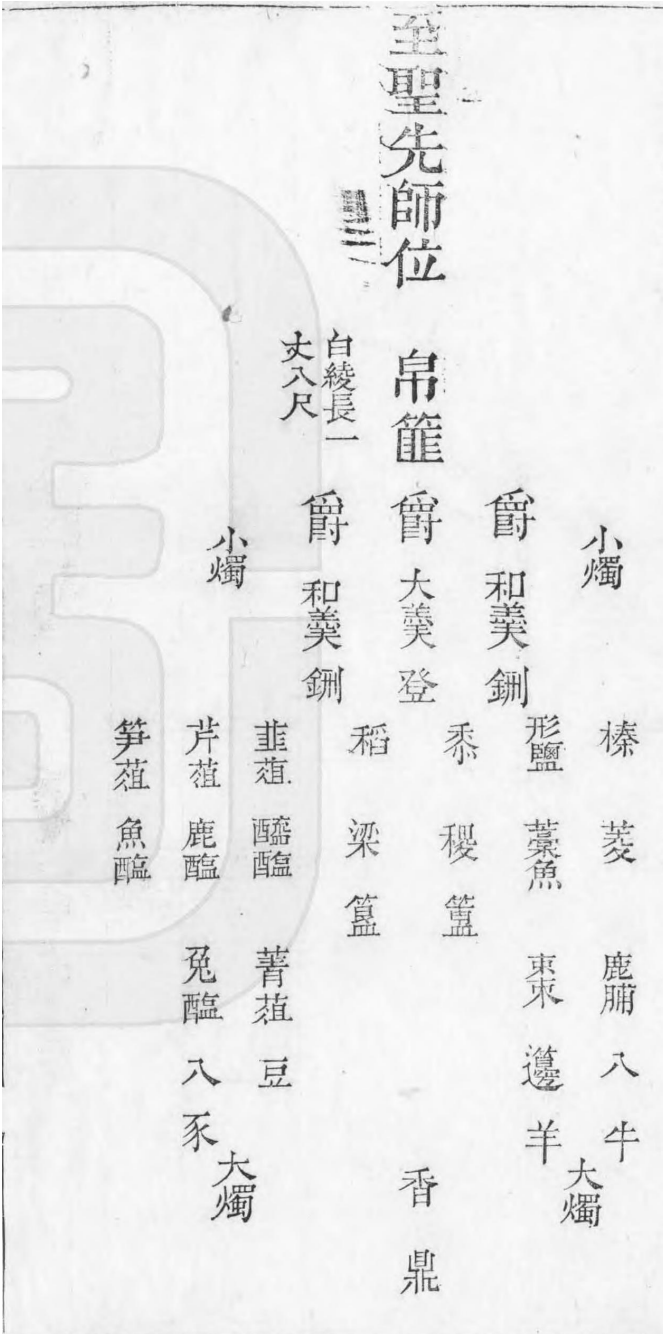 小燭
榛菱鹿脯八牛
大燭
形鹽藁魚棗籩羊
爵和羹鉶
黍稷簠
至聖先師位
帛篚
爵大羹登
香鼎
白綾長一
丈八尺
爵和羹鉶
稻粱簋
韭菹醓醢菁菹豆
小燭
芹菹鹿醢兔醢八豕
大燭
笋菹魚醢